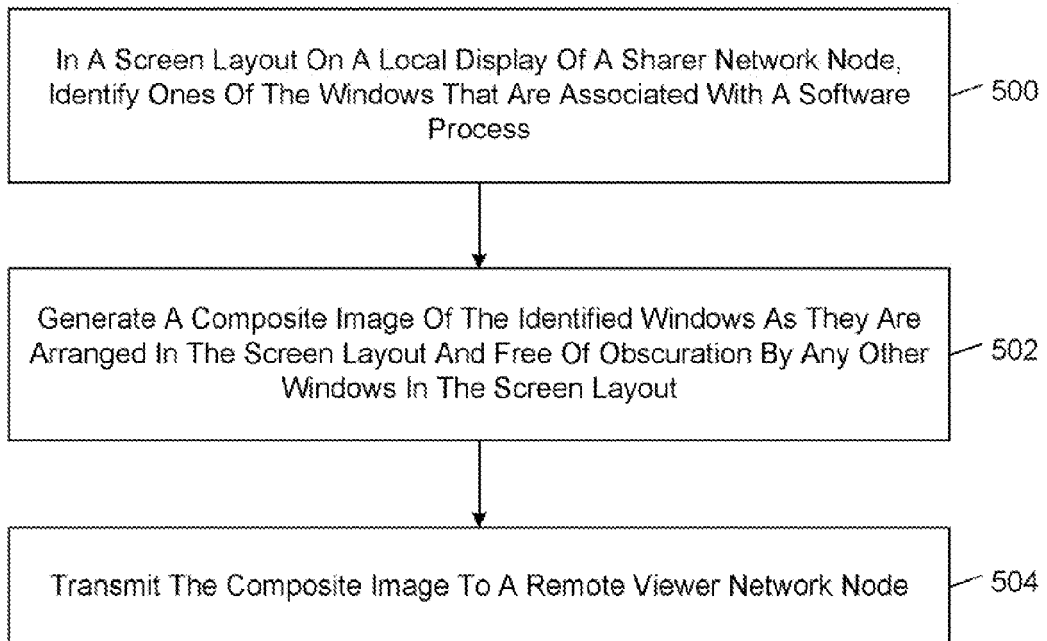 In A Screen Layout On A Local Display Of A Sharer Network Node,
Identify Ones Of The Windows That Are Associated With A Software
Process
500
Generate A Composite Image Of The Identified Windows As They Are
Arranged In The Screen Layout And Free Of Obscuration By Any Other
Windows In The Screen Layout
502
Transmit The Composite Image To A Remote Viewer Network Node
504